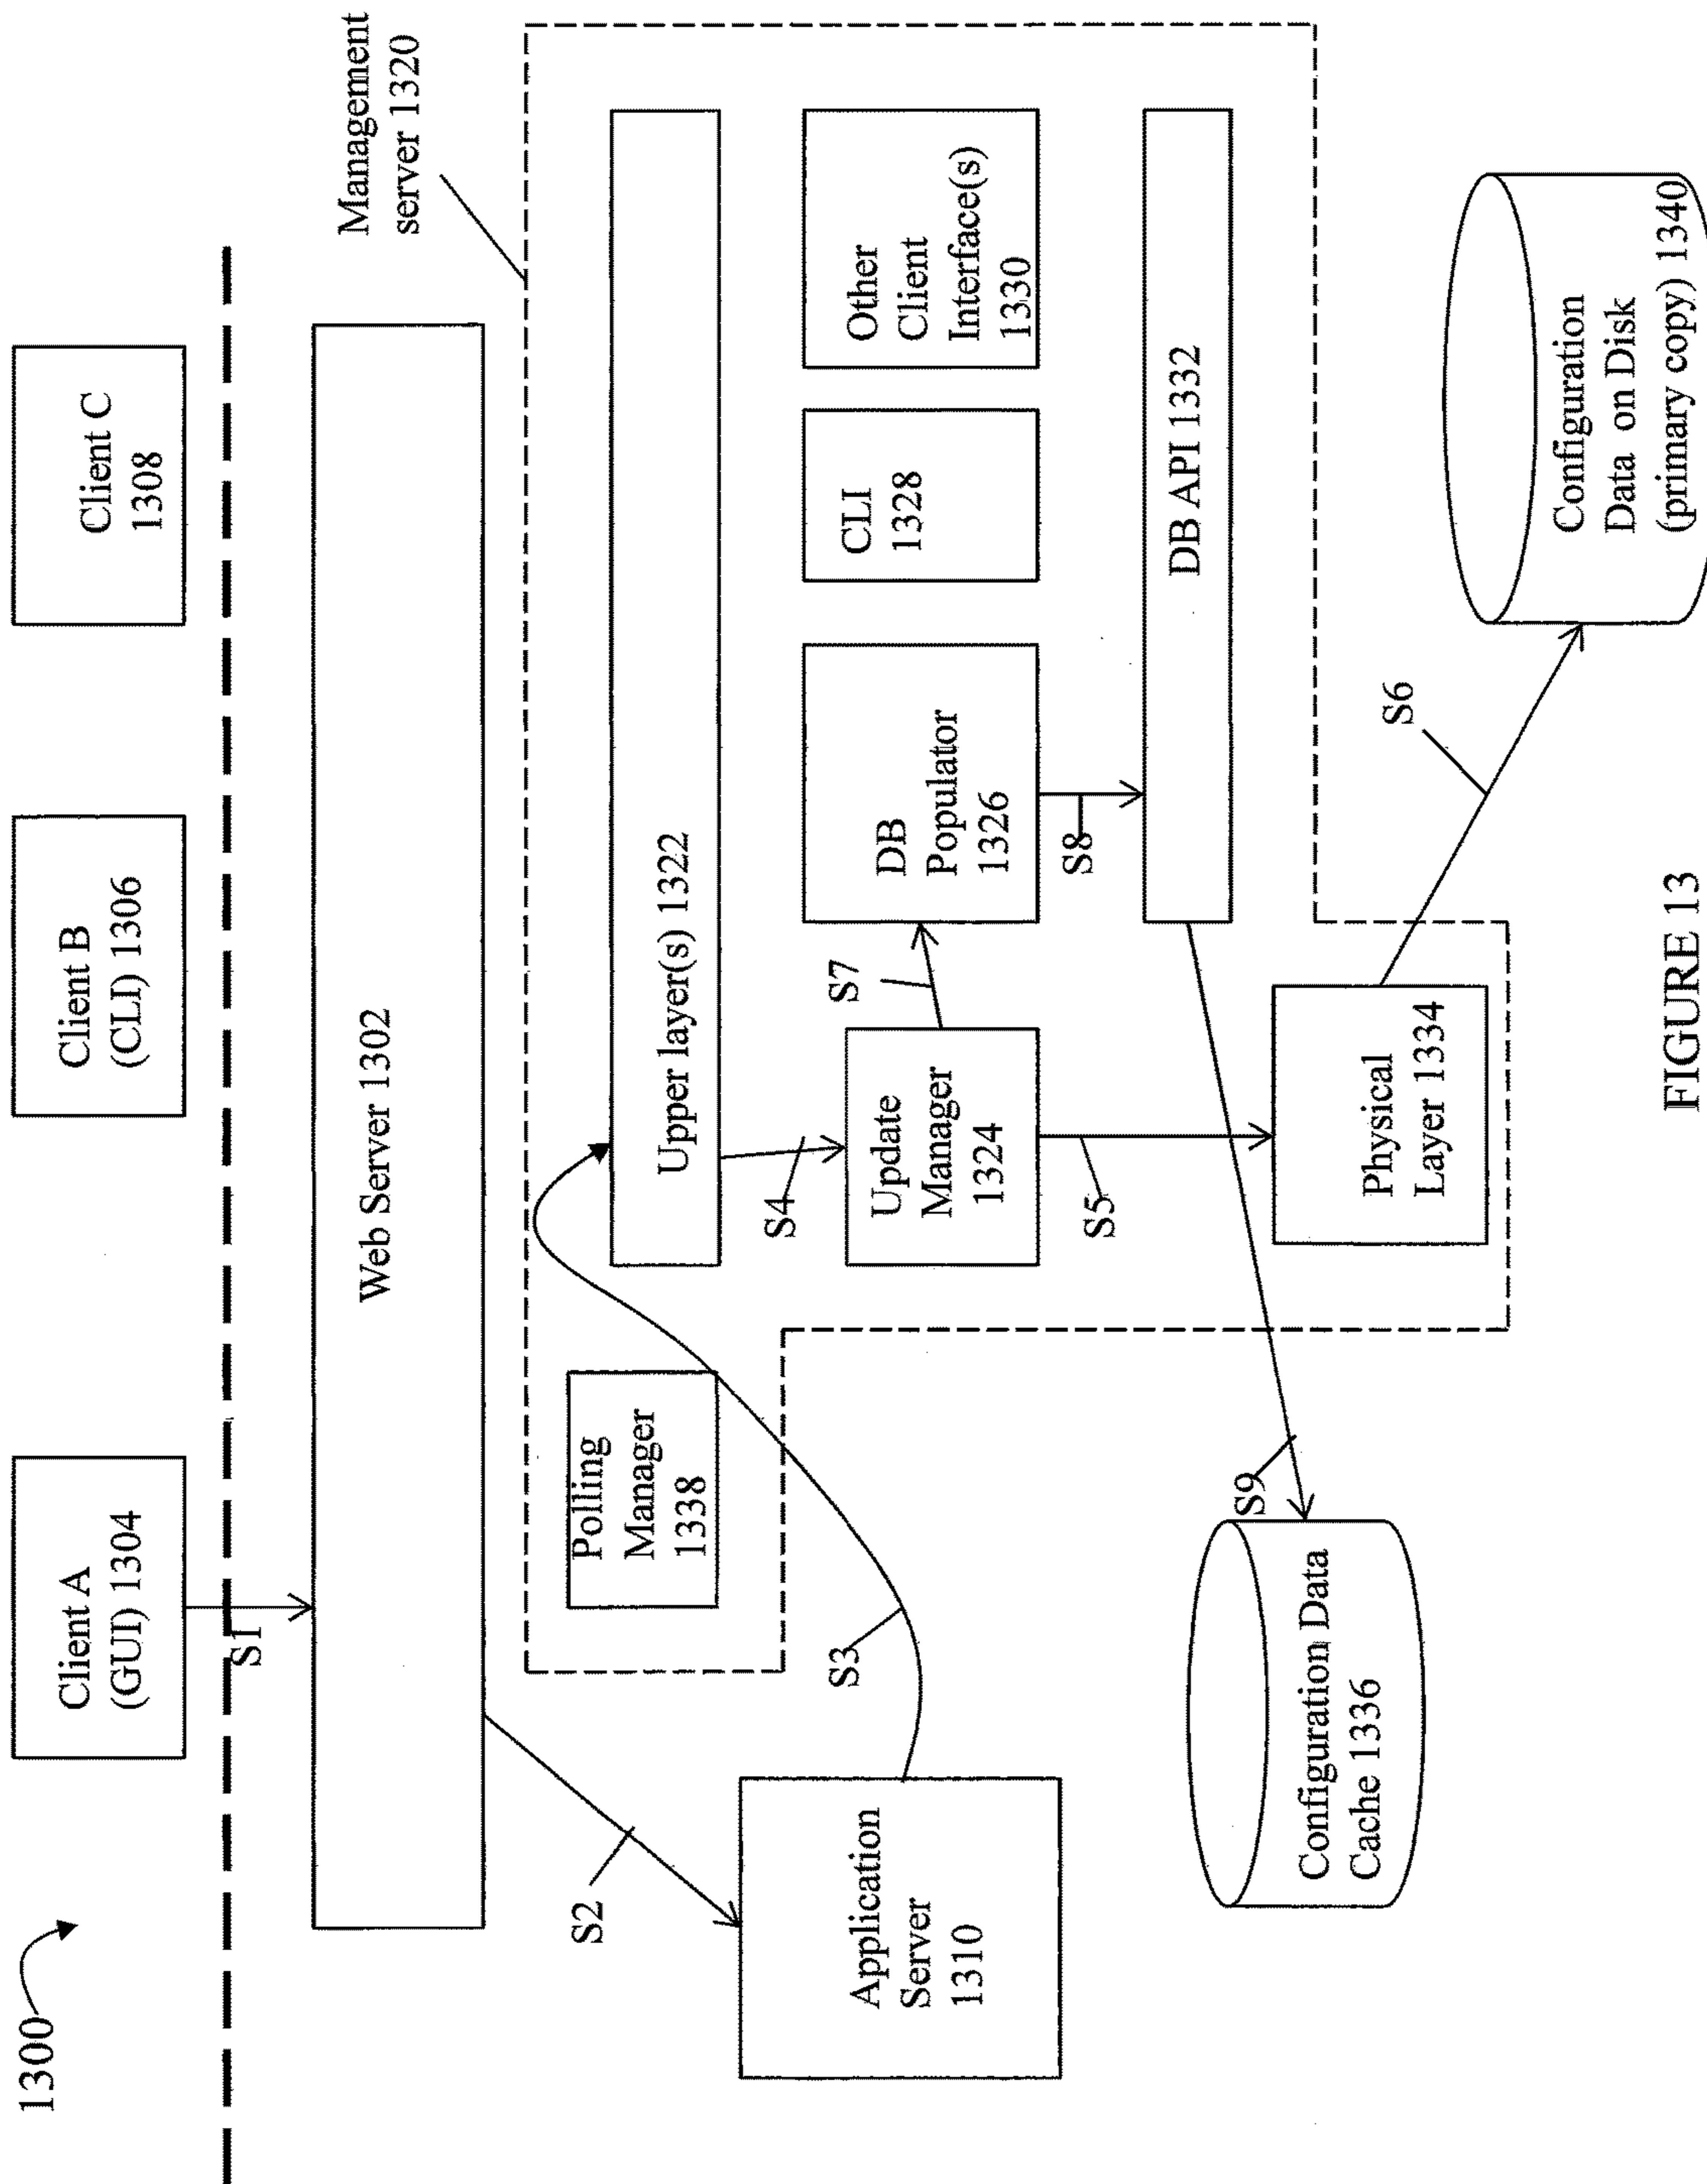 1300
Client A
(GUI) 1304
Client B
(CLI) 1306
Client C
1308
S1
Web Server 1302
Management
server 1320
S2
Polling
Manager
1338
Upper layer(s) 1322
S3
S4
Application
Server
1310
Update
Manager
1324
S7
DB
Populator
1326
CLI
1328
Other
Client
Interface(s)
1330
S5
S8
DB API 1332
S9
Configuration Data
Cache 1336
Physical
Layer 1334
S6
Configuration
Data on Disk
(primary copy) 1340
FIGURE 13